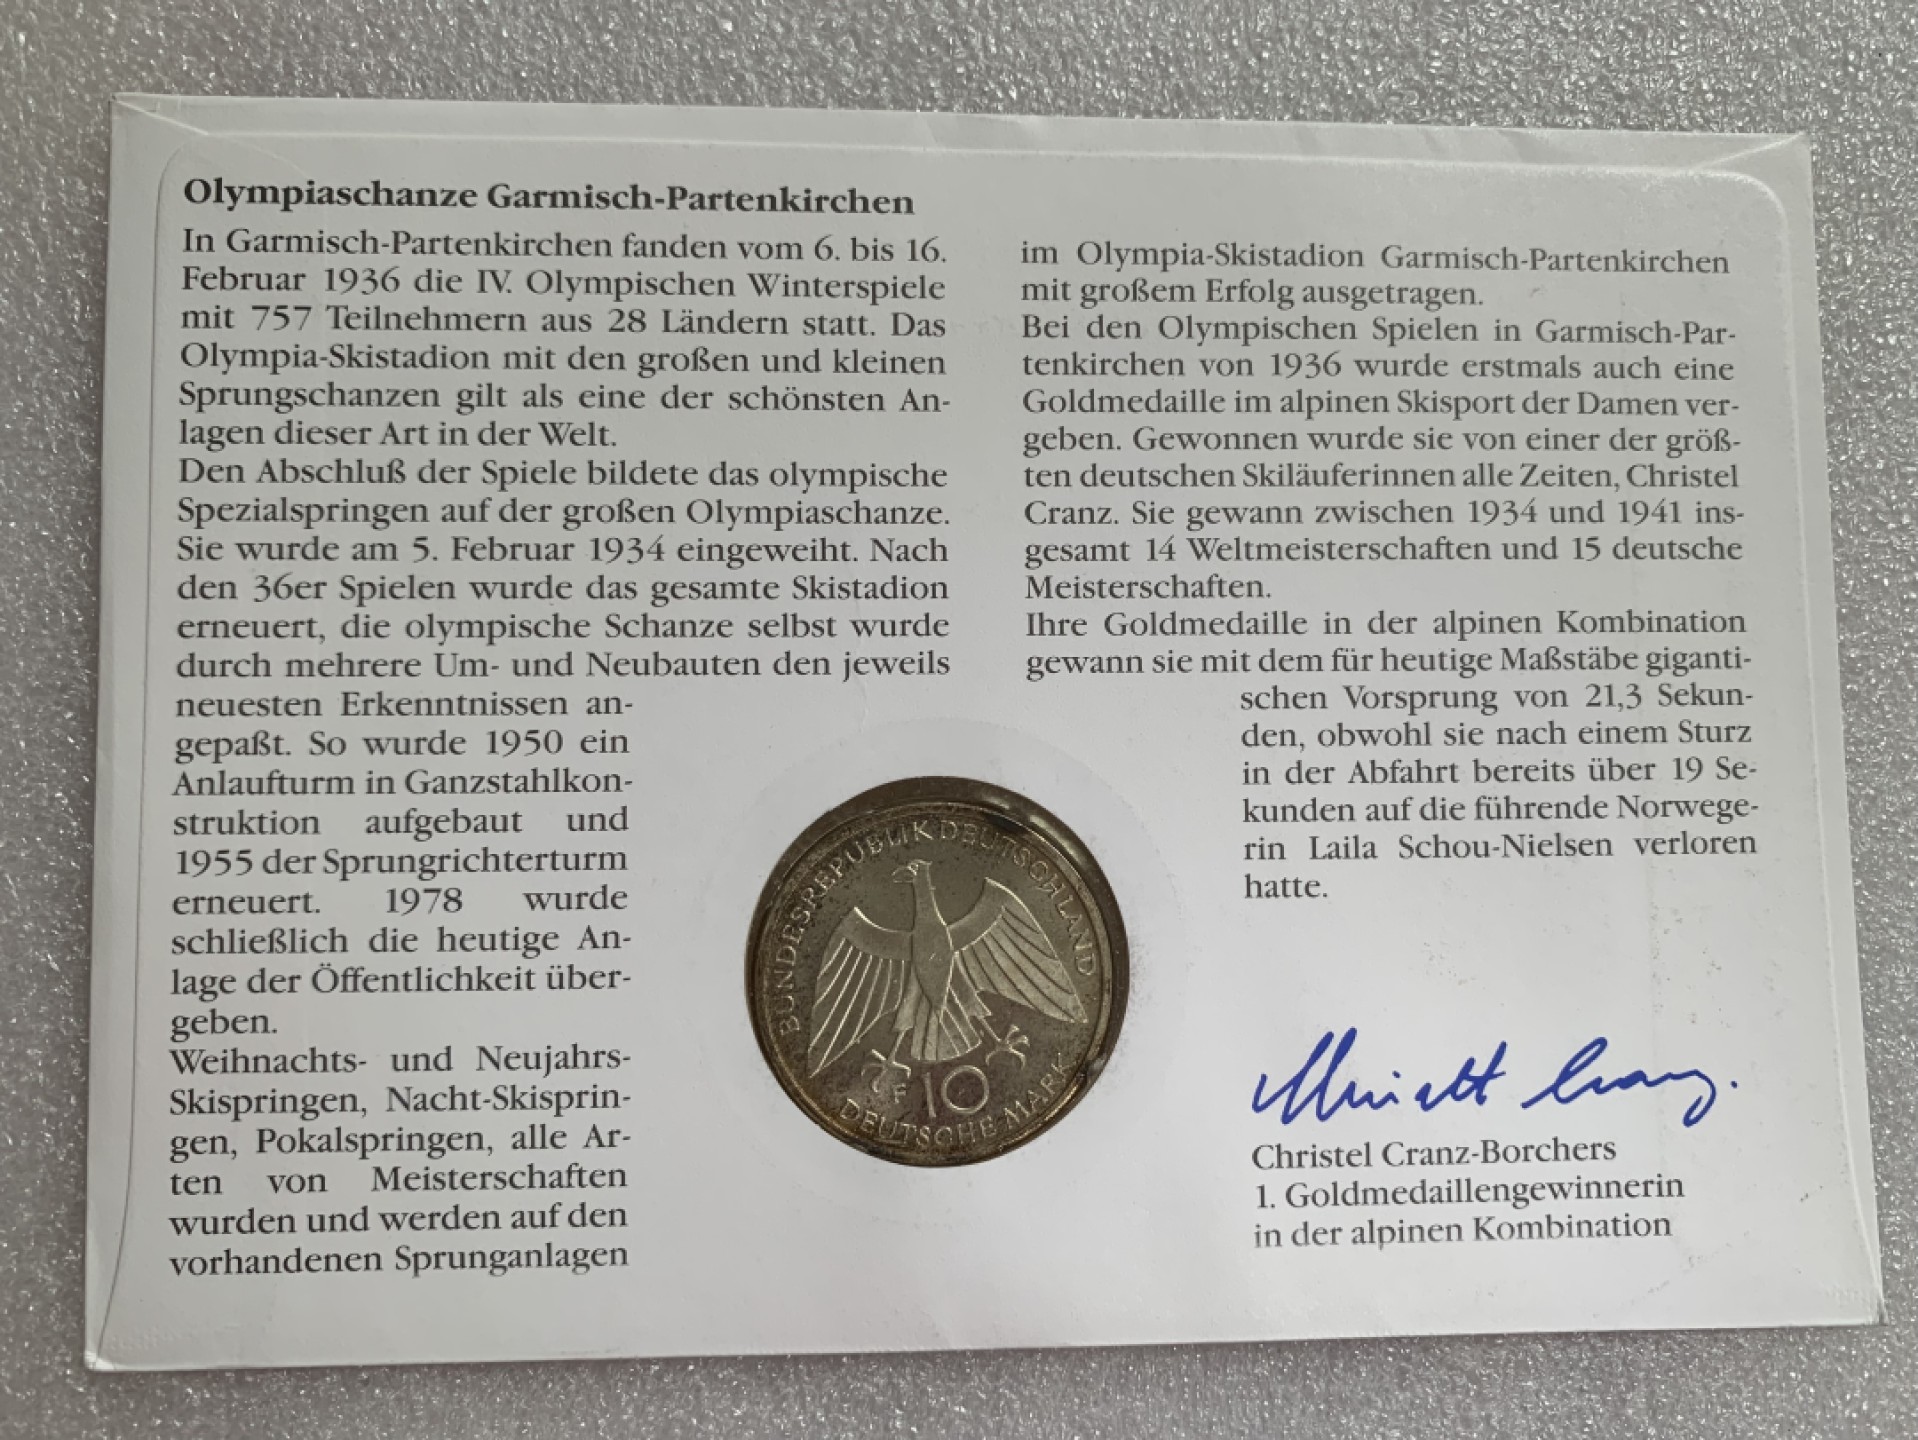 Olympiaschanze Garmisch-Partenkirchen
In Garmisch-Partenkirchen fanden vom 6. bis 16.
Februar 1936 die IV. Olympischen Winterspiele
mit 757 Teilnehmern aus 28 Ländern statt. Das
Olympia-Skistadion mit den großen und kleinen
Sprungschanzen gilt als eine der schönsten An-
lagen dieser Art in der Welt.
Den Abschluß der Spiele bildete das olympische
Spezialspringen auf der großen Olympiaschanze.
Sie wurde am 5. Februar 1934 eingeweiht. Nach
den 36er Spielen wurde das gesamte Skistadion
erneuert, die olympische Schanze selbst wurde
durch mehrere Um- und Neubauten den jeweils
neuesten Erkenntnissen an-
gepaßt. So wurde 1950 ein
Anlaufturm in Ganzstahlkon-
struktion aufgebaut und
1955 der Sprungrichterturm
erneuert. 1978 wurde
schließlich die heutige An-
lage der Öffentlichkeit über-
geben.
Weihnachts- und Neujahrs-
Skispringen, Nacht-Skisprin-
gen, Pokalspringen, alle Ar-
ten von Meisterschaften
wurden und werden auf den
vorhandenen Sprunganlagen
im Olympia-Skistadion Garmisch-Partenkirchen
mit großem Erfolg ausgetragen.
Bei den Olympischen Spielen in Garmisch-Par-
tenkirchen von 1936 wurde erstmals auch eine
Goldmedaille im alpinen Skisport der Damen ver-
geben. Gewonnen wurde sie von einer der größ-
ten deutschen Skiläuferinnen alle Zeiten, Christel
Cranz. Sie gewann zwischen 1934 und 1941 ins-
gesamt 14 Weltmeisterschaften und 15 deutsche
Meisterschaften.
Ihre Goldmedaille in der alpinen Kombination
gewann sie mit dem für heutige Maßstäbe giganti-
schen Vorsprung von 21,3 Sekun-
den, obwohl sie nach einem Sturz
in der Abfahrt bereits über 19 Se-
kunden auf die führende Norwege-
rin Laila Schou-Nielsen verloren
hatte.
BUNDESREPUBLIK DEUTSCHLAND
F 10
DEUTSCHE MARK
Christel Cranz.
Christel Cranz-Borchers
1. Goldmedaillengewinnerin
in der alpinen Kombination